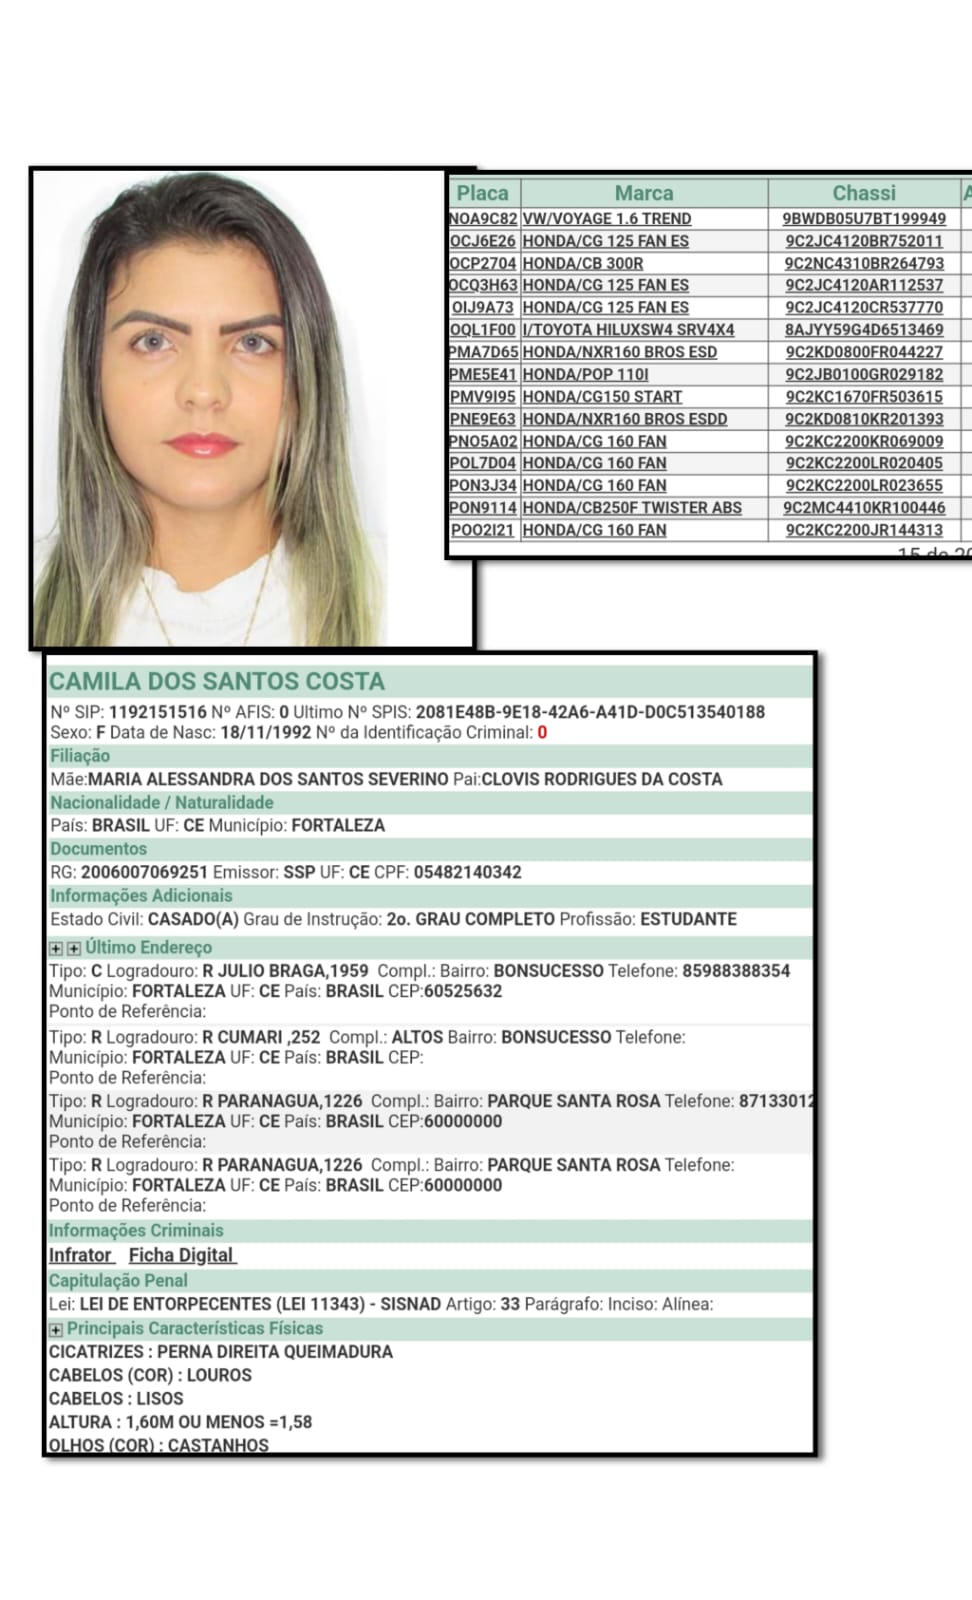 Placa Marca Chassi A
NOA9C82 VW/VOYAGE 1.6 TREND 9BWDB05U7BT199949
OCJ6E26 HONDA/CG 125 FAN ES 9C2JC4120BR752011
OCP2704 HONDA/CB 300R 9C2NC4310BR264793
OCQ3H63 HONDA/CG 125 FAN ES 9C2JC4120AR112537
OIJ9A73 HONDA/CG 125 FAN ES 9C2JC4120CR537770
OQL1F00 I/TOYOTA HILUXSW4 SRV4X4 8AJYY59G4D6513469
PMA7D65 HONDA/NXR160 BROS ESD 9C2KD0800FR044227
PME5E41 HONDA/POP 110I 9C2JB0100GR029182
PMV9I95 HONDA/CG150 START 9C2KC1670FR503615
PNE9E63 HONDA/NXR160 BROS ESDD 9C2KD0810KR201393
PNO5A02 HONDA/CG 160 FAN 9C2KC2200KR069009
POL7D04 HONDA/CG 160 FAN 9C2KC2200LR020405
PON3J34 HONDA/CG 160 FAN 9C2KC2200LR023655
PON9114 HONDA/CB250F TWISTER ABS 9C2MC4410KR100446
POO2I21 HONDA/CG 160 FAN 9C2KC2200JR144313
15 de 20
CAMILA DOS SANTOS COSTA
Nº SIP: 1192151516 Nº AFIS: 0 Ultimo Nº SPIS: 2081E48B-9E18-42A6-A41D-D0C513540188
Sexo: F Data de Nasc: 18/11/1992 Nº da Identificação Criminal: 0
Filiação
Mãe:MARIA ALESSANDRA DOS SANTOS SEVERINO Pai:CLOVIS RODRIGUES DA COSTA
Nacionalidade / Naturalidade
País: BRASIL UF: CE Município: FORTALEZA
Documentos
RG: 2006007069251 Emissor: SSP UF: CE CPF: 05482140342
Informações Adicionais
Estado Civil: CASADO(A) Grau de Instrução: 2o. GRAU COMPLETO Profissão: ESTUDANTE
Último Endereço
Tipo: C Logradouro: R JULIO BRAGA,1959 Compl.: Bairro: BONSUCESSO Telefone: 85988388354
Município: FORTALEZA UF: CE País: BRASIL CEP:60525632
Ponto de Referência:
Tipo: R Logradouro: R CUMARI ,252 Compl.: ALTOS Bairro: BONSUCESSO Telefone:
Município: FORTALEZA UF: CE País: BRASIL CEP:
Ponto de Referência:
Tipo: R Logradouro: R PARANAGUA,1226 Compl.: Bairro: PARQUE SANTA ROSA Telefone: 87133012
Município: FORTALEZA UF: CE País: BRASIL CEP:60000000
Ponto de Referência:
Tipo: R Logradouro: R PARANAGUA,1226 Compl.: Bairro: PARQUE SANTA ROSA Telefone:
Município: FORTALEZA UF: CE País: BRASIL CEP:60000000
Ponto de Referência:
Informações Criminais
Infrator Ficha Digital
Capitulação Penal
Lei: LEI DE ENTORPECENTES (LEI 11343) - SISNAD Artigo: 33 Parágrafo: Inciso: Alínea:
Principais Características Físicas
CICATRIZES : PERNA DIREITA QUEIMADURA
CABELOS (COR) : LOUROS
CABELOS : LISOS
ALTURA : 1,60M OU MENOS =1,58
OLHOS (COR) : CASTANHOS